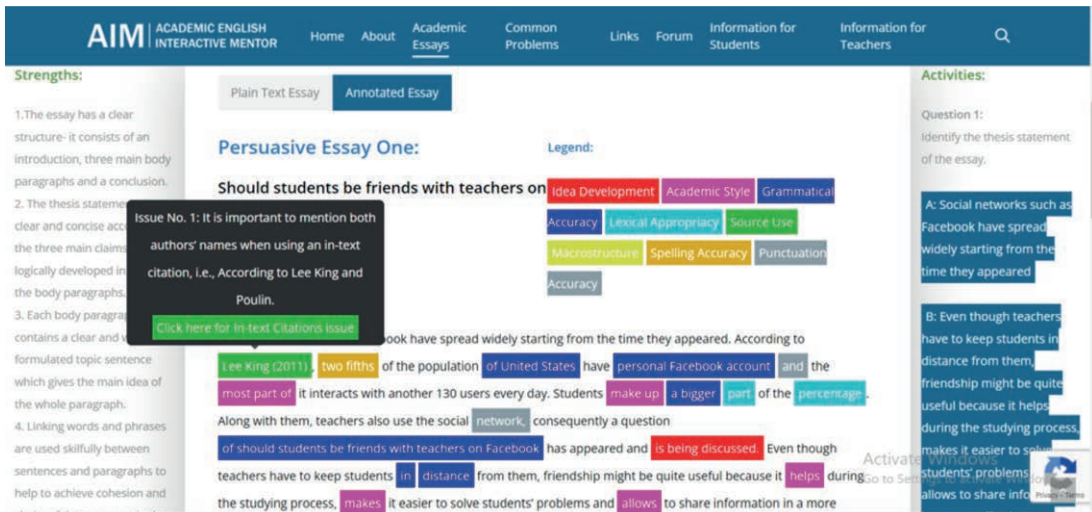 AIM ACADEMIC ENGLISH
INTERACTIVE MENTOR
Home About Academic Essays Common Problems Links Forum Information for Students Information for Teachers
Strengths:
1.The essay has a clear
structure- it consists of an
introduction, three main body
paragraphs and a conclusion.
2. The thesis
clear and concise
the three main claims
logically developed in
the body paragraphs.
3. Each body
contains a clear and
formulated topic sentence
which gives the main idea of
the whole paragraph.
4. Linking words and phrases
are used skilfully between
sentences and paragraphs to
help to achieve cohesion and
Plain Text Essay Annotated Essay
Persuasive Essay One:
Should students be friends with teachers on
Legend:
Idea Development Academic Style Grammatical
Accuracy Lexical Appropriacy Source Use
Macrostructure Spelling Accuracy Punctuation
Accuracy
Issue No. 1: It is important to mention both
authors' names when using an in-text
citation, i.e., According to Lee King and
Poulin.
Click here for In-text Citations issue
have spread widely starting from the time they appeared. According to
Lee King (2011), two fifths of the population of United States have personal Facebook account and the
most part of it interacts with another 130 users every day. Students make up a bigger part of the percentage.
Along with them, teachers also use the social network, consequently a question
of should students be friends with teachers on Facebook has appeared and is being discussed. Even though
teachers have to keep students in distance from them, friendship might be quite useful because it helps during
the studying process, makes it easier to solve students' problems and allows to share information in a more
Activities:
Question 1:
Identify the thesis statement
of the essay.
A: Social networks such as
Facebook have spread
widely starting from the
time they appeared
B: Even though teachers
have to keep students in
distance from them,
friendship might be quite
useful because it helps
during the studying process,
makes it easier to solve
students' problems
allows to share
Activate Windows
Go to Settings to activate Windows.
Privacy - Terms